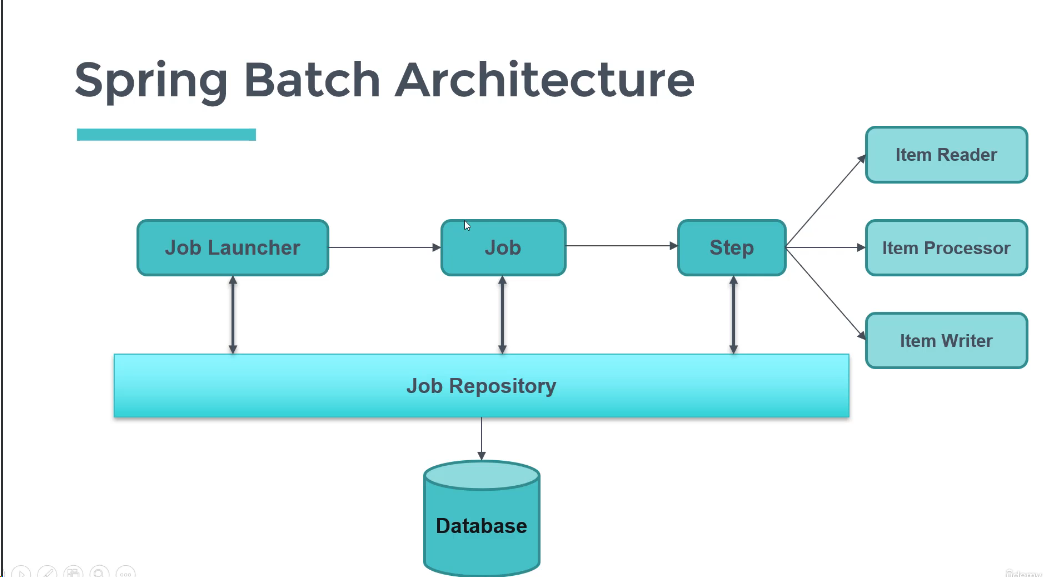 Spring Batch Architecture
Item Reader
Job Launcher
Job
Step
Item Processor
Item Writer
Job Repository
Database